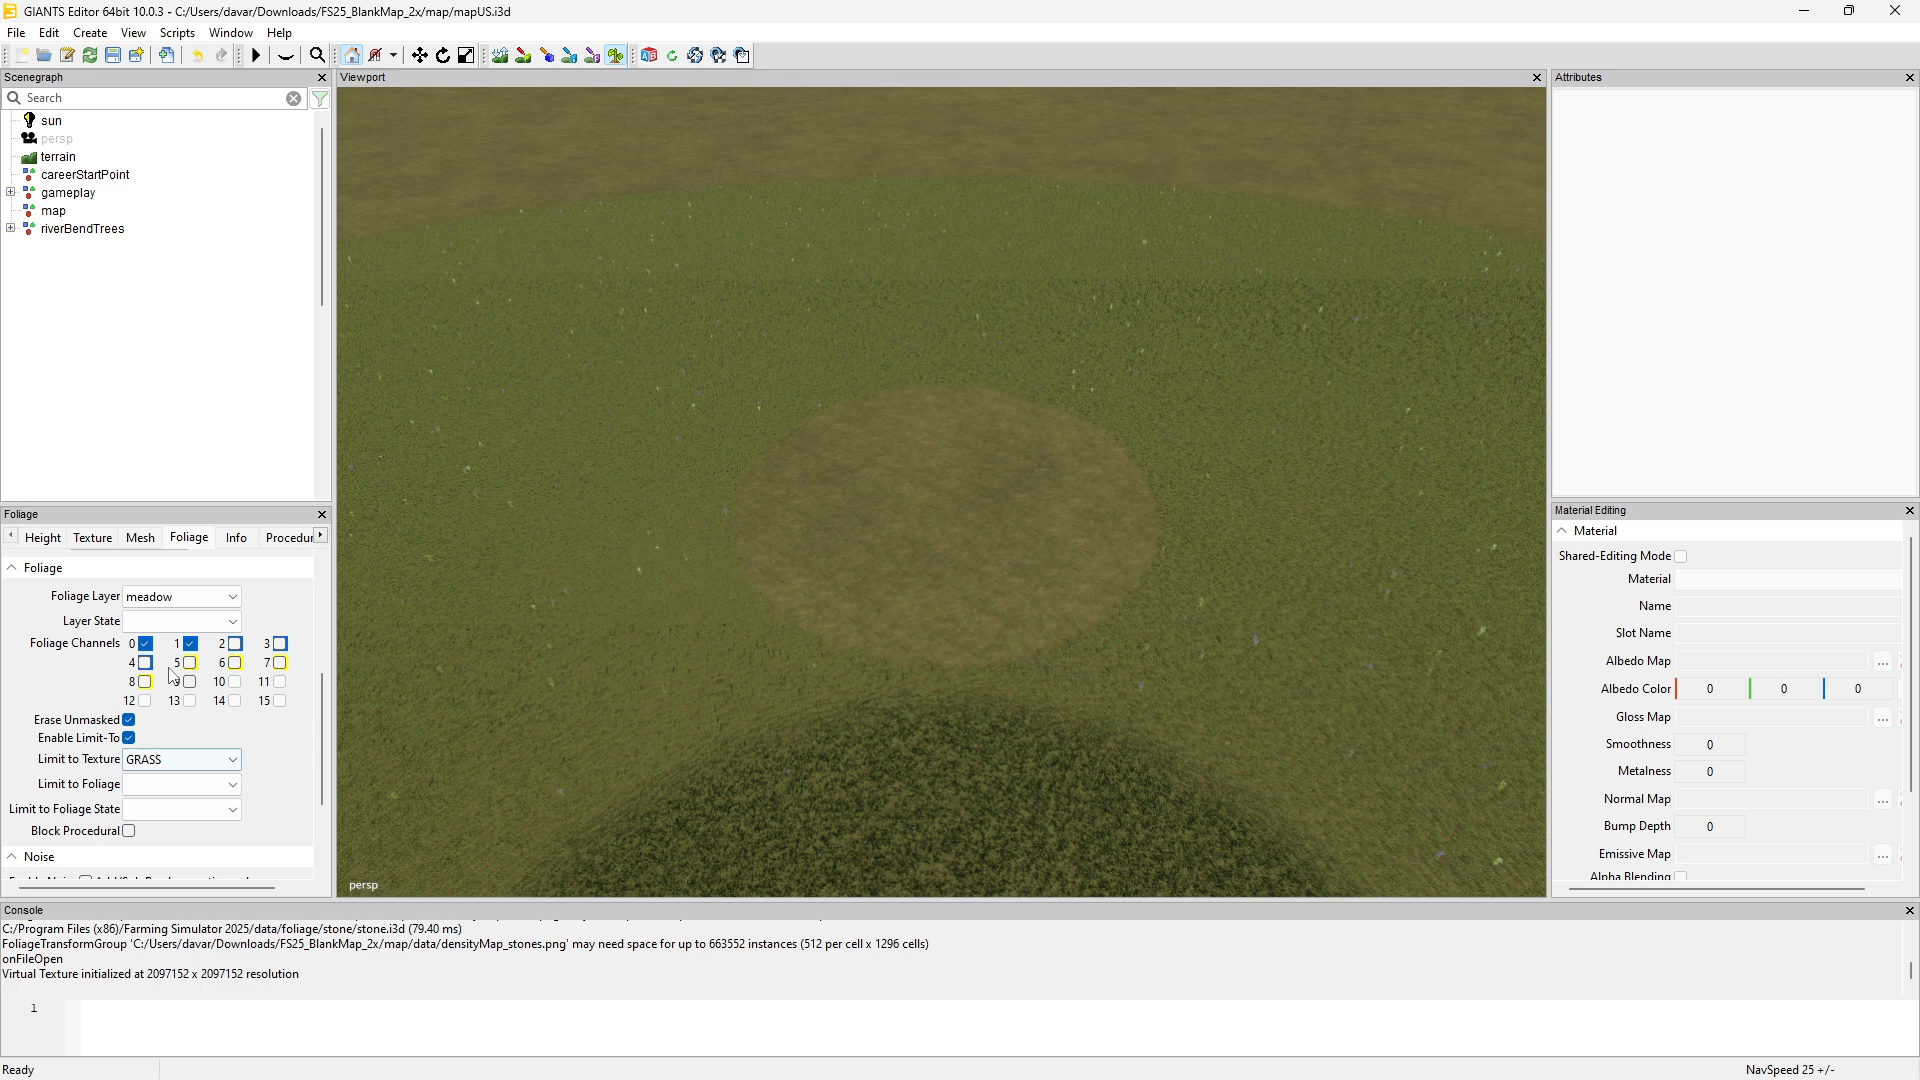 GIANTS Editor 64bit 10.0.3 - C:/Users/davar/Downloads/FS25_BlankMap_2x/map/mapUS.i3d
File Edit Create View Scripts Window Help
Scenegraph
Search
sun
persp
terrain
careerStartPoint
gameplay
map
riverBendTrees
Viewport
persp
Attributes
Foliage
Height Texture Mesh Foliage Info Procedur
Foliage
Foliage Layer meadow
Layer State
Foliage Channels 0 1 2 3
4 5 6 7
8 9 10 11
12 13 14 15
Erase Unmasked
Enable Limit-To
Limit to Texture GRASS
Limit to Foliage
Limit to Foliage State
Block Procedural
Noise
Material Editing
Material
Shared-Editing Mode
Material
Name
Slot Name
Albedo Map ...
Albedo Color 0 0 0
Gloss Map ...
Smoothness 0
Metalness 0
Normal Map ...
Bump Depth 0
Emissive Map ...
Alpha Blending
Console
C:/Program Files (x86)/Farming Simulator 2025/data/foliage/stone/stone.i3d (79.40 ms)
FoliageTransformGroup 'C:/Users/davar/Downloads/FS25_BlankMap_2x/map/data/densityMap_stones.png' may need space for up to 663552 instances (512 per cell x 1296 cells)
onFileOpen
Virtual Texture initialized at 2097152 x 2097152 resolution
1
Ready
NavSpeed 25 +/-